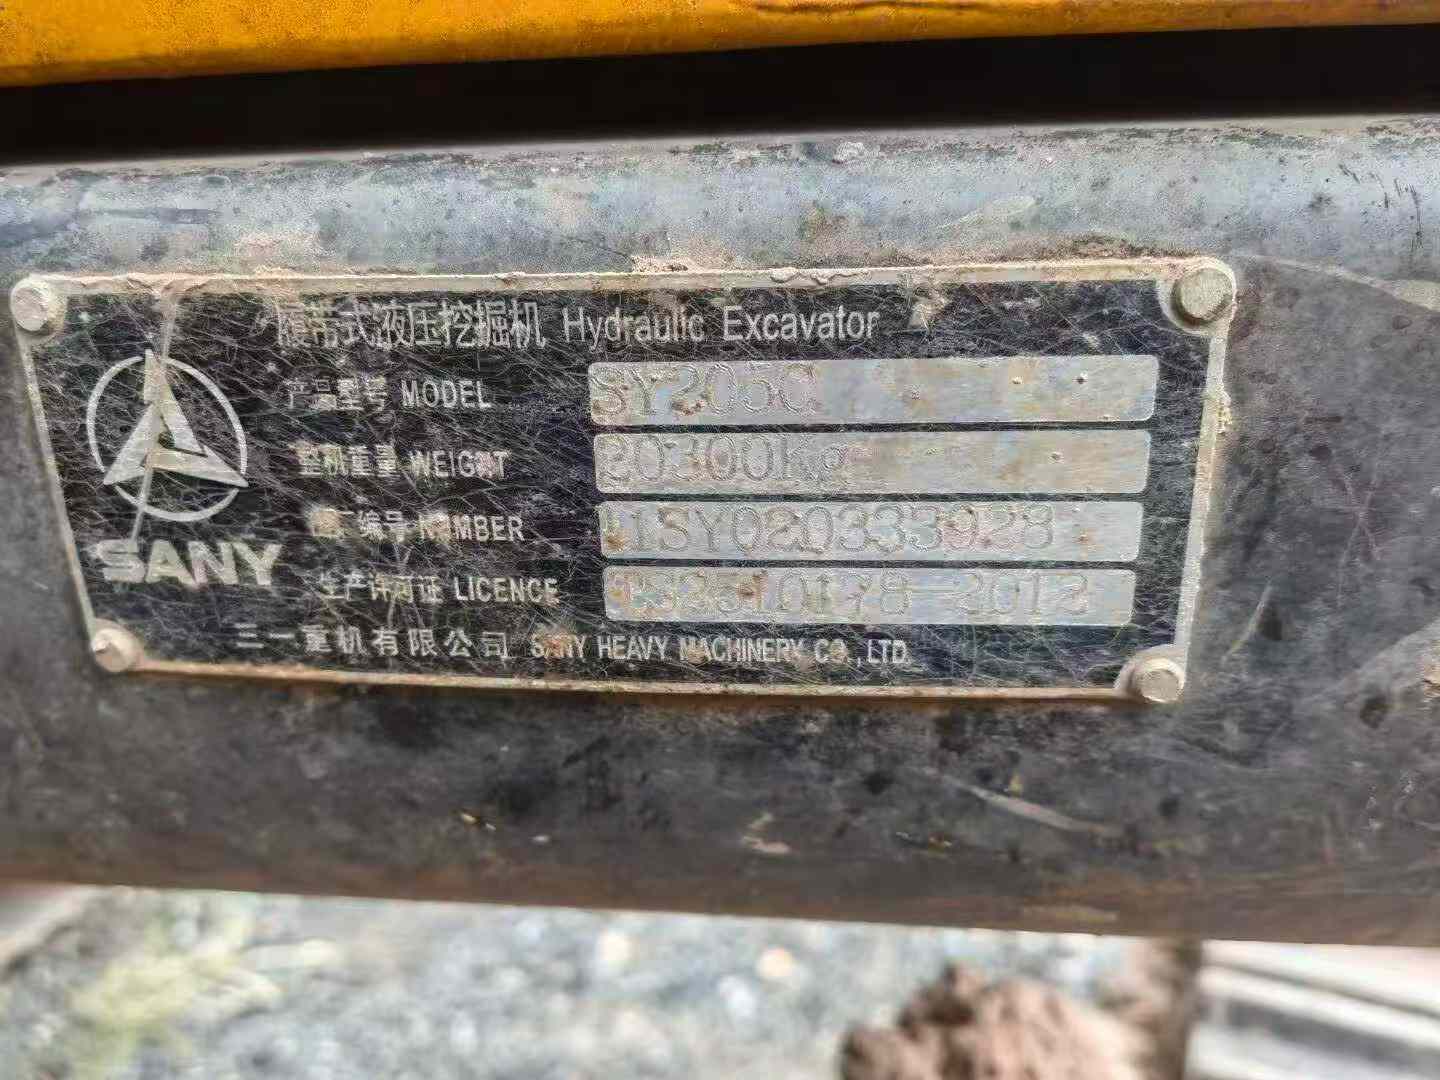 履带式液压挖掘机 Hydraulic Excavator
产品型号 MODEL SY205C
整机重量 WEIGHT 20300Kg
编号 NUMBER 11SY020333928
生产许可证 LICENCE 2012
SANY
三一重机有限公司 SANY HEAVY MACHINERY CO.,LTD.